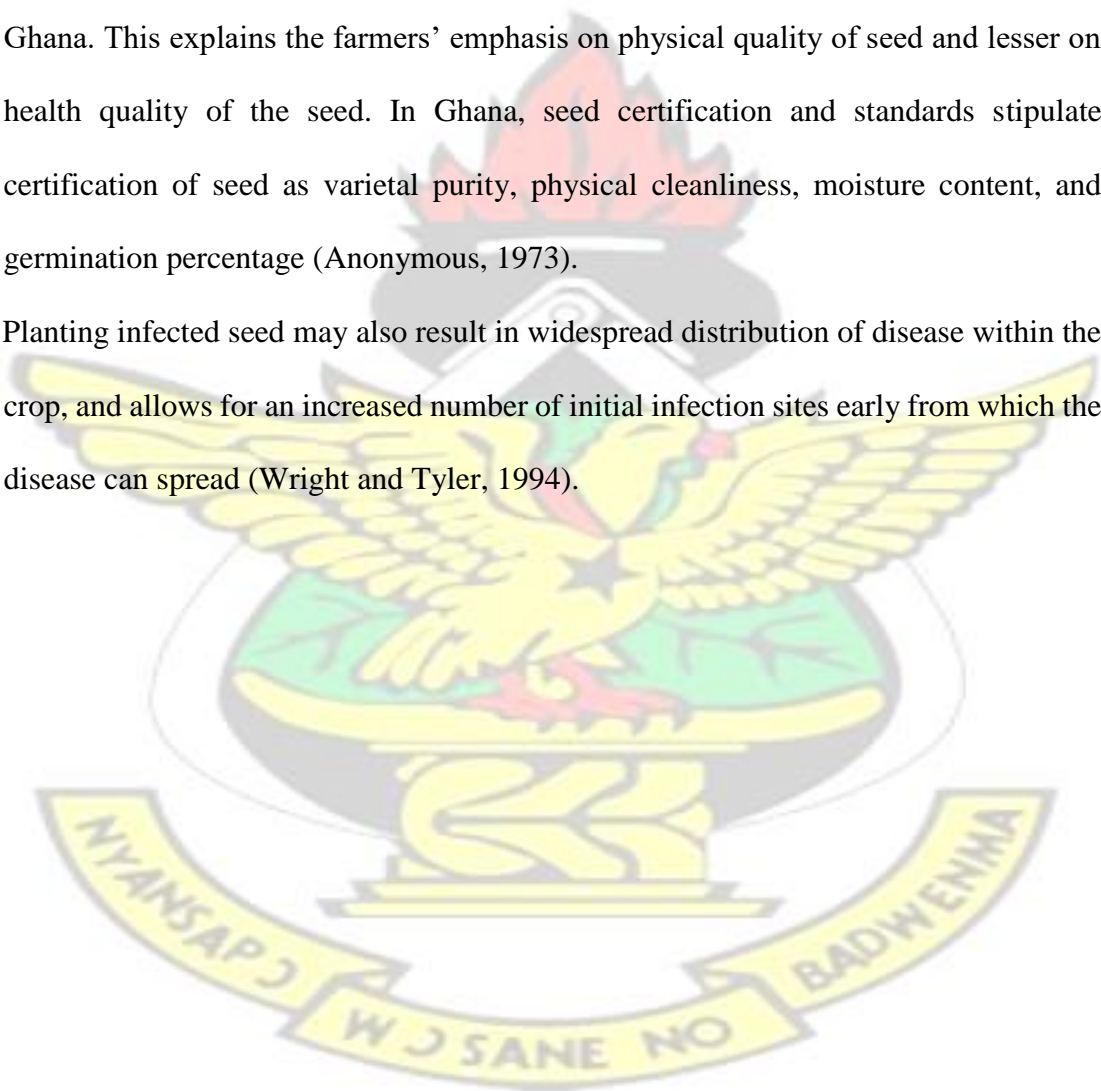 Ghana. This explains the farmers’ emphasis on physical quality of seed and lesser on
health quality of the seed. In Ghana, seed certification and standards stipulate
certification of seed as varietal purity, physical cleanliness, moisture content, and
germination percentage (Anonymous, 1973).
Planting infected seed may also result in widespread distribution of disease within the
crop, and allows for an increased number of initial infection sites early from which the
disease can spread (Wright and Tyler, 1994).
NYANSAPƆ
WƆSANE NO
BADWENMA